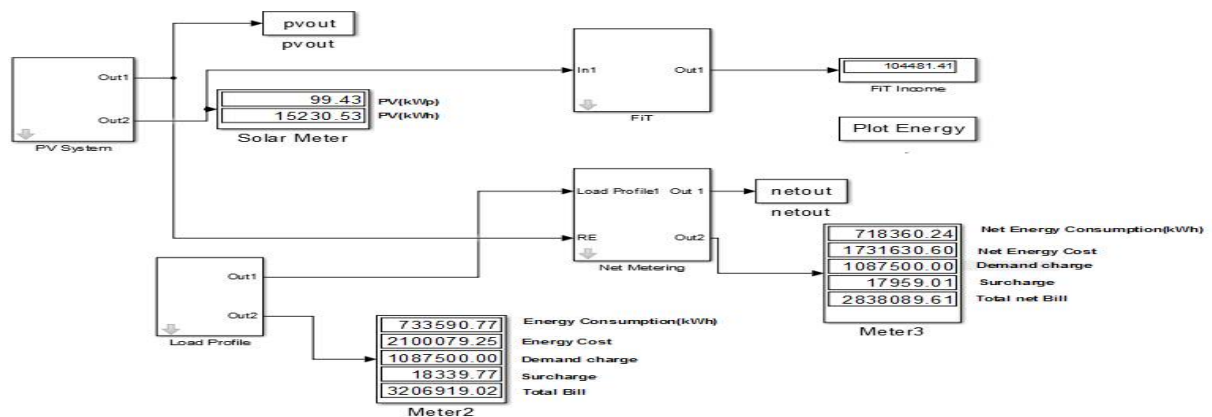 pvout
pvout
Out1
Out2
PV System
99.43 PV(kWp)
15230.53 PV(kWh)
Solar Meter
In1 Out1
FiT
104481.41
FiT Income
Plot Energy
Load Profile1 Out 1
RE Out2
Net Metering
netout
netout
718360.24 Net Energy Consumption(kWh)
1731630.60 Net Energy Cost
1087500.00 Demand charge
17959.01 Surcharge
2838089.61 Total net Bill
Meter3
Out1
Out2
Load Profile
733590.77 Energy Consumption(kWh)
2100079.25 Energy Cost
1087500.00 Demand charge
18339.77 Surcharge
3206919.02 Total Bill
Meter2